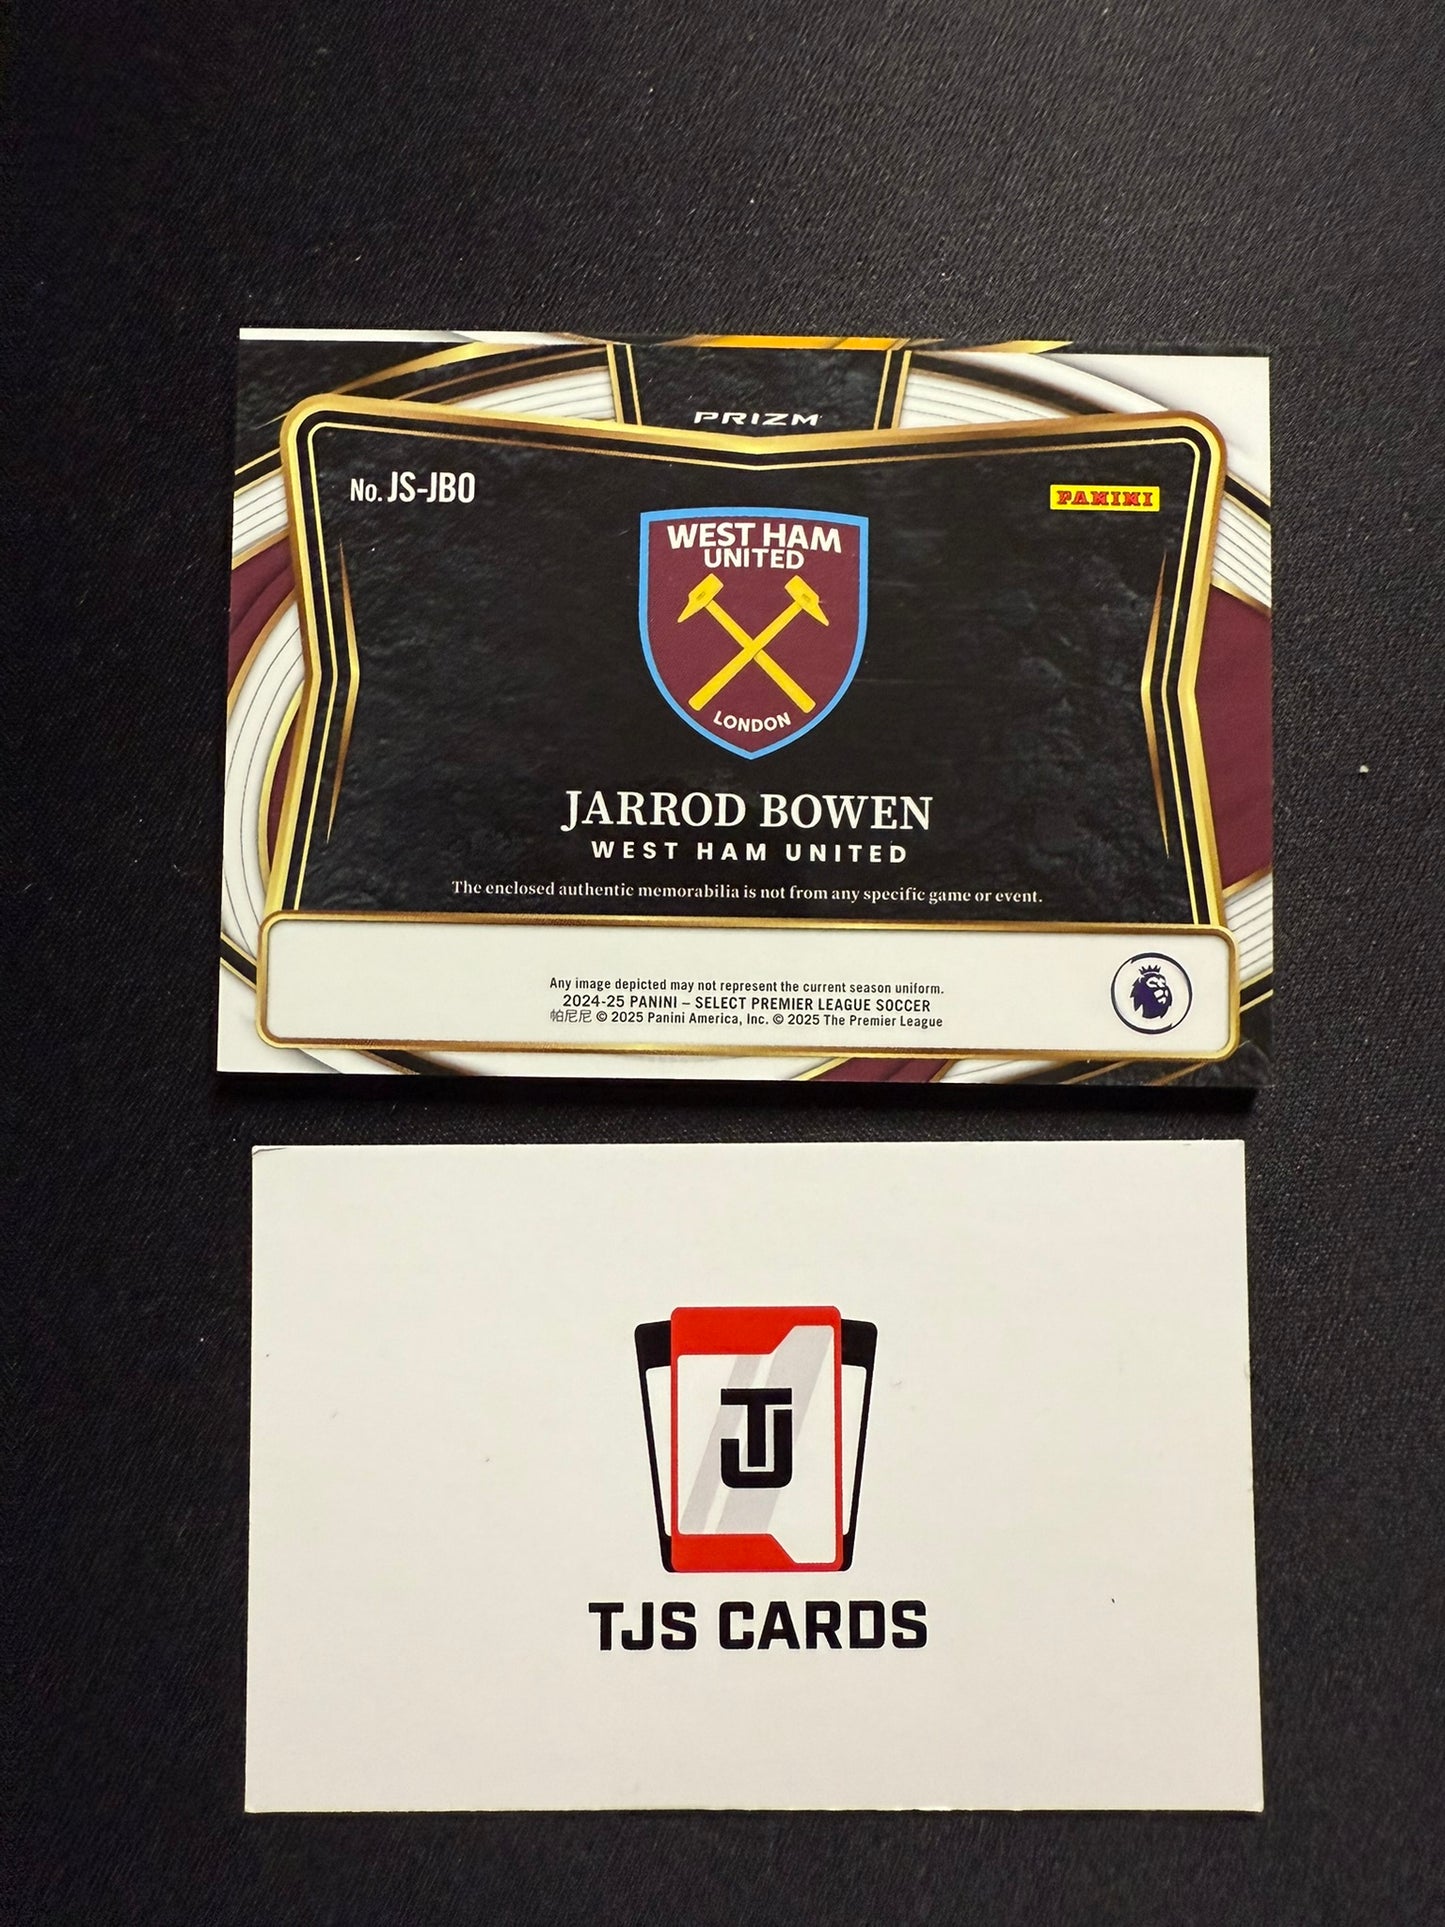 PRIZM
No. JS-JBO
PANINI
WEST HAM
UNITED
LONDON
JARROD BOWEN
WEST HAM UNITED
The enclosed authentic memorabilia is not from any specific game or event.
Any image depicted may not represent the current season uniform.
2024-25 PANINI – SELECT PREMIER LEAGUE SOCCER
帕尼尼 © 2025 Panini America, Inc. © 2025 The Premier League
TJ
TJS CARDS